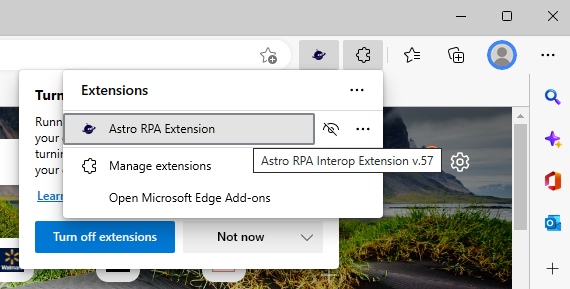 Extensions
Turn
Astro RPA Extension
Runn
your
turnin
your
Manage extensions
Astro RPA Interop Extension v.57
Learn
Open Microsoft Edge Add-ons
Turn off extensions
Not now
Walmart